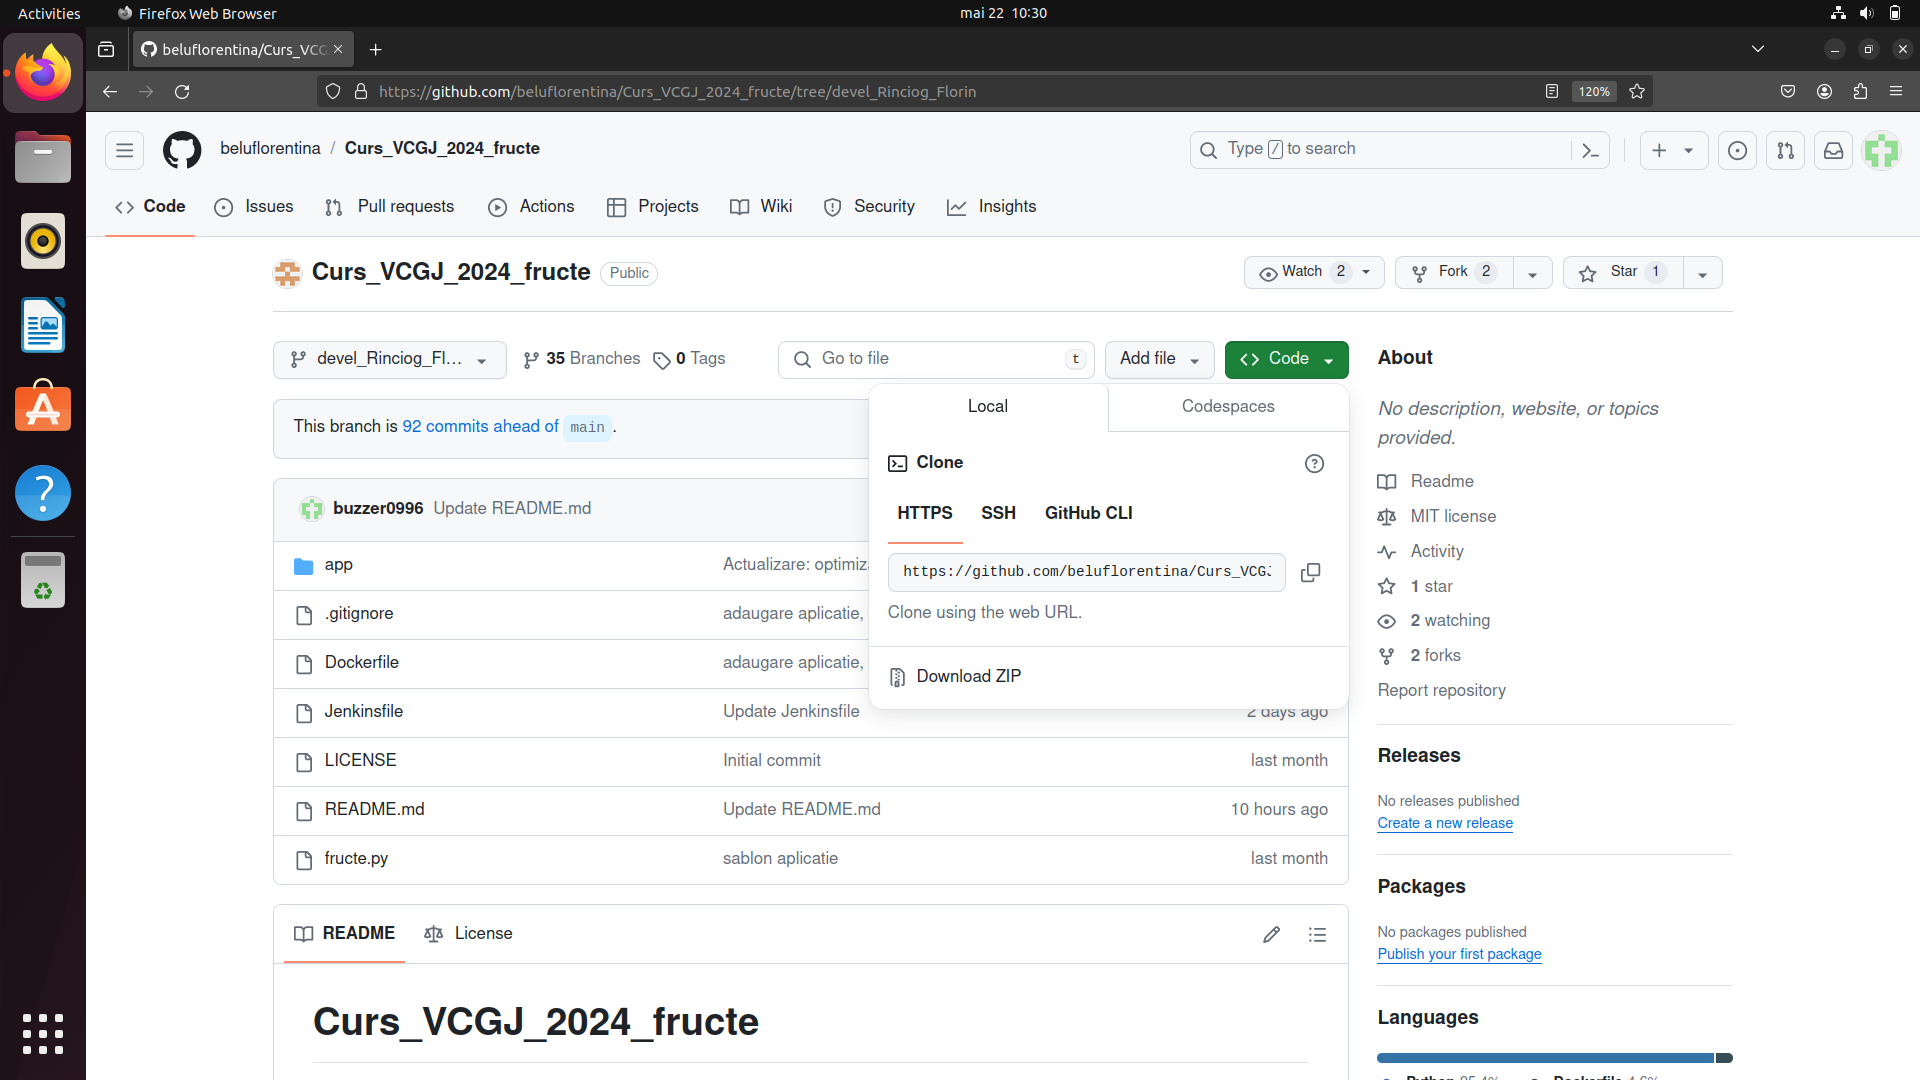 Activities
Firefox Web Browser
mai 22 10:30
beluflorentina/Curs_VCG
https://github.com/beluflorentina/Curs_VCGJ_2024_fructe/tree/devel_Rinciog_Florin
120%
beluflorentina / Curs_VCGJ_2024_fructe
Type / to search
Code
Issues
Pull requests
Actions
Projects
Wiki
Security
Insights
Curs_VCGJ_2024_fructe
Public
Watch 2
Fork 2
Star 1
devel_Rinciog_Fl...
35 Branches
0 Tags
Go to file
t
Add file
Code
This branch is 92 commits ahead of main .
Local
Codespaces
Clone
HTTPS
SSH
GitHub CLI
https://github.com/beluflorentina/Curs_VCGJ
Clone using the web URL.
Download ZIP
buzzer0996 Update README.md
app
Actualizare: optimiz
.gitignore
adaugare aplicatie,
Dockerfile
adaugare aplicatie,
Jenkinsfile
Update Jenkinsfile
2 days ago
LICENSE
Initial commit
last month
README.md
Update README.md
10 hours ago
fructe.py
sablon aplicatie
last month
README
License
Curs_VCGJ_2024_fructe
About
No description, website, or topics
provided.
Readme
MIT license
Activity
1 star
2 watching
2 forks
Report repository
Releases
No releases published
Create a new release
Packages
No packages published
Publish your first package
Languages
Python
Dockerfile